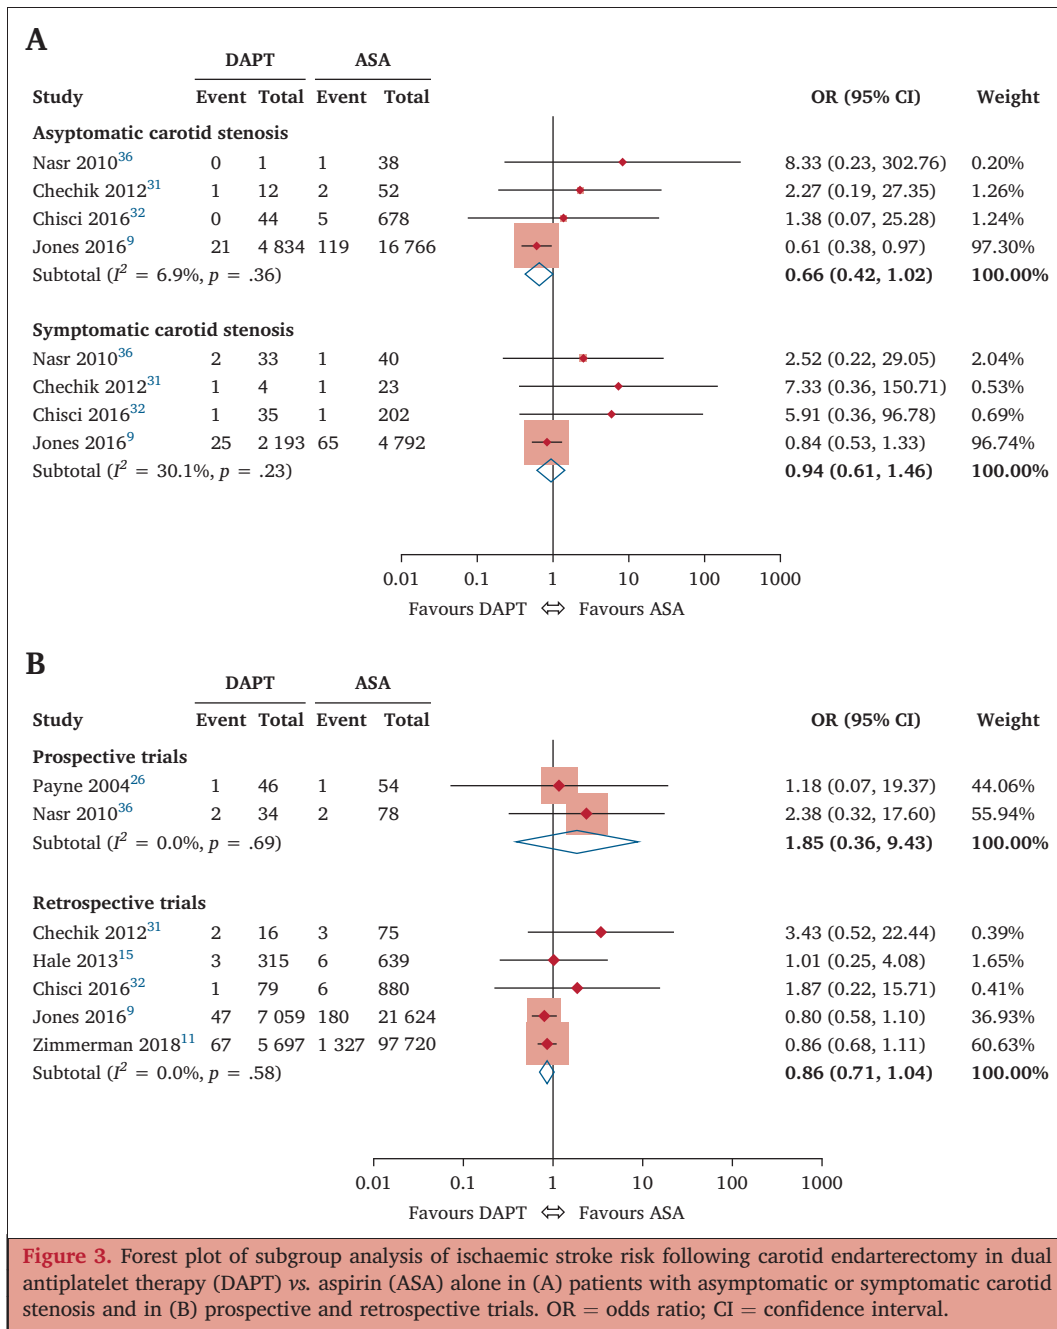 A
DAPT ASA
Study Event Total Event Total OR (95% CI) Weight
Asyptomatic carotid stenosis
Nasr 2010³⁶ 0 1 1 38 8.33 (0.23, 302.76) 0.20%
Chechik 2012³¹ 1 12 2 52 2.27 (0.19, 27.35) 1.26%
Chisci 2016³² 0 44 5 678 1.38 (0.07, 25.28) 1.24%
Jones 2016⁹ 21 4 834 119 16 766 0.61 (0.38, 0.97) 97.30%
Subtotal (I² = 6.9%, p = .36) 0.66 (0.42, 1.02) 100.00%
Symptomatic carotid stenosis
Nasr 2010³⁶ 2 33 1 40 2.52 (0.22, 29.05) 2.04%
Chechik 2012³¹ 1 4 1 23 7.33 (0.36, 150.71) 0.53%
Chisci 2016³² 1 35 1 202 5.91 (0.36, 96.78) 0.69%
Jones 2016⁹ 25 2 193 65 4 792 0.84 (0.53, 1.33) 96.74%
Subtotal (I² = 30.1%, p = .23) 0.94 (0.61, 1.46) 100.00%
0.01 0.1 1 10 100 1000
Favours DAPT ⇔ Favours ASA
B
DAPT ASA
Study Event Total Event Total OR (95% CI) Weight
Prospective trials
Payne 2004²⁶ 1 46 1 54 1.18 (0.07, 19.37) 44.06%
Nasr 2010³⁶ 2 34 2 78 2.38 (0.32, 17.60) 55.94%
Subtotal (I² = 0.0%, p = .69) 1.85 (0.36, 9.43) 100.00%
Retrospective trials
Chechik 2012³¹ 2 16 3 75 3.43 (0.52, 22.44) 0.39%
Hale 2013¹⁵ 3 315 6 639 1.01 (0.25, 4.08) 1.65%
Chisci 2016³² 1 79 6 880 1.87 (0.22, 15.71) 0.41%
Jones 2016⁹ 47 7 059 180 21 624 0.80 (0.58, 1.10) 36.93%
Zimmerman 2018¹¹ 67 5 697 1 327 97 720 0.86 (0.68, 1.11) 60.63%
Subtotal (I² = 0.0%, p = .58) 0.86 (0.71, 1.04) 100.00%
0.01 0.1 1 10 100 1000
Favours DAPT ⇔ Favours ASA
Figure 3. Forest plot of subgroup analysis of ischaemic stroke risk following carotid endarterectomy in dual
antiplatelet therapy (DAPT) vs. aspirin (ASA) alone in (A) patients with asymptomatic or symptomatic carotid
stenosis and in (B) prospective and retrospective trials. OR = odds ratio; CI = confidence interval.